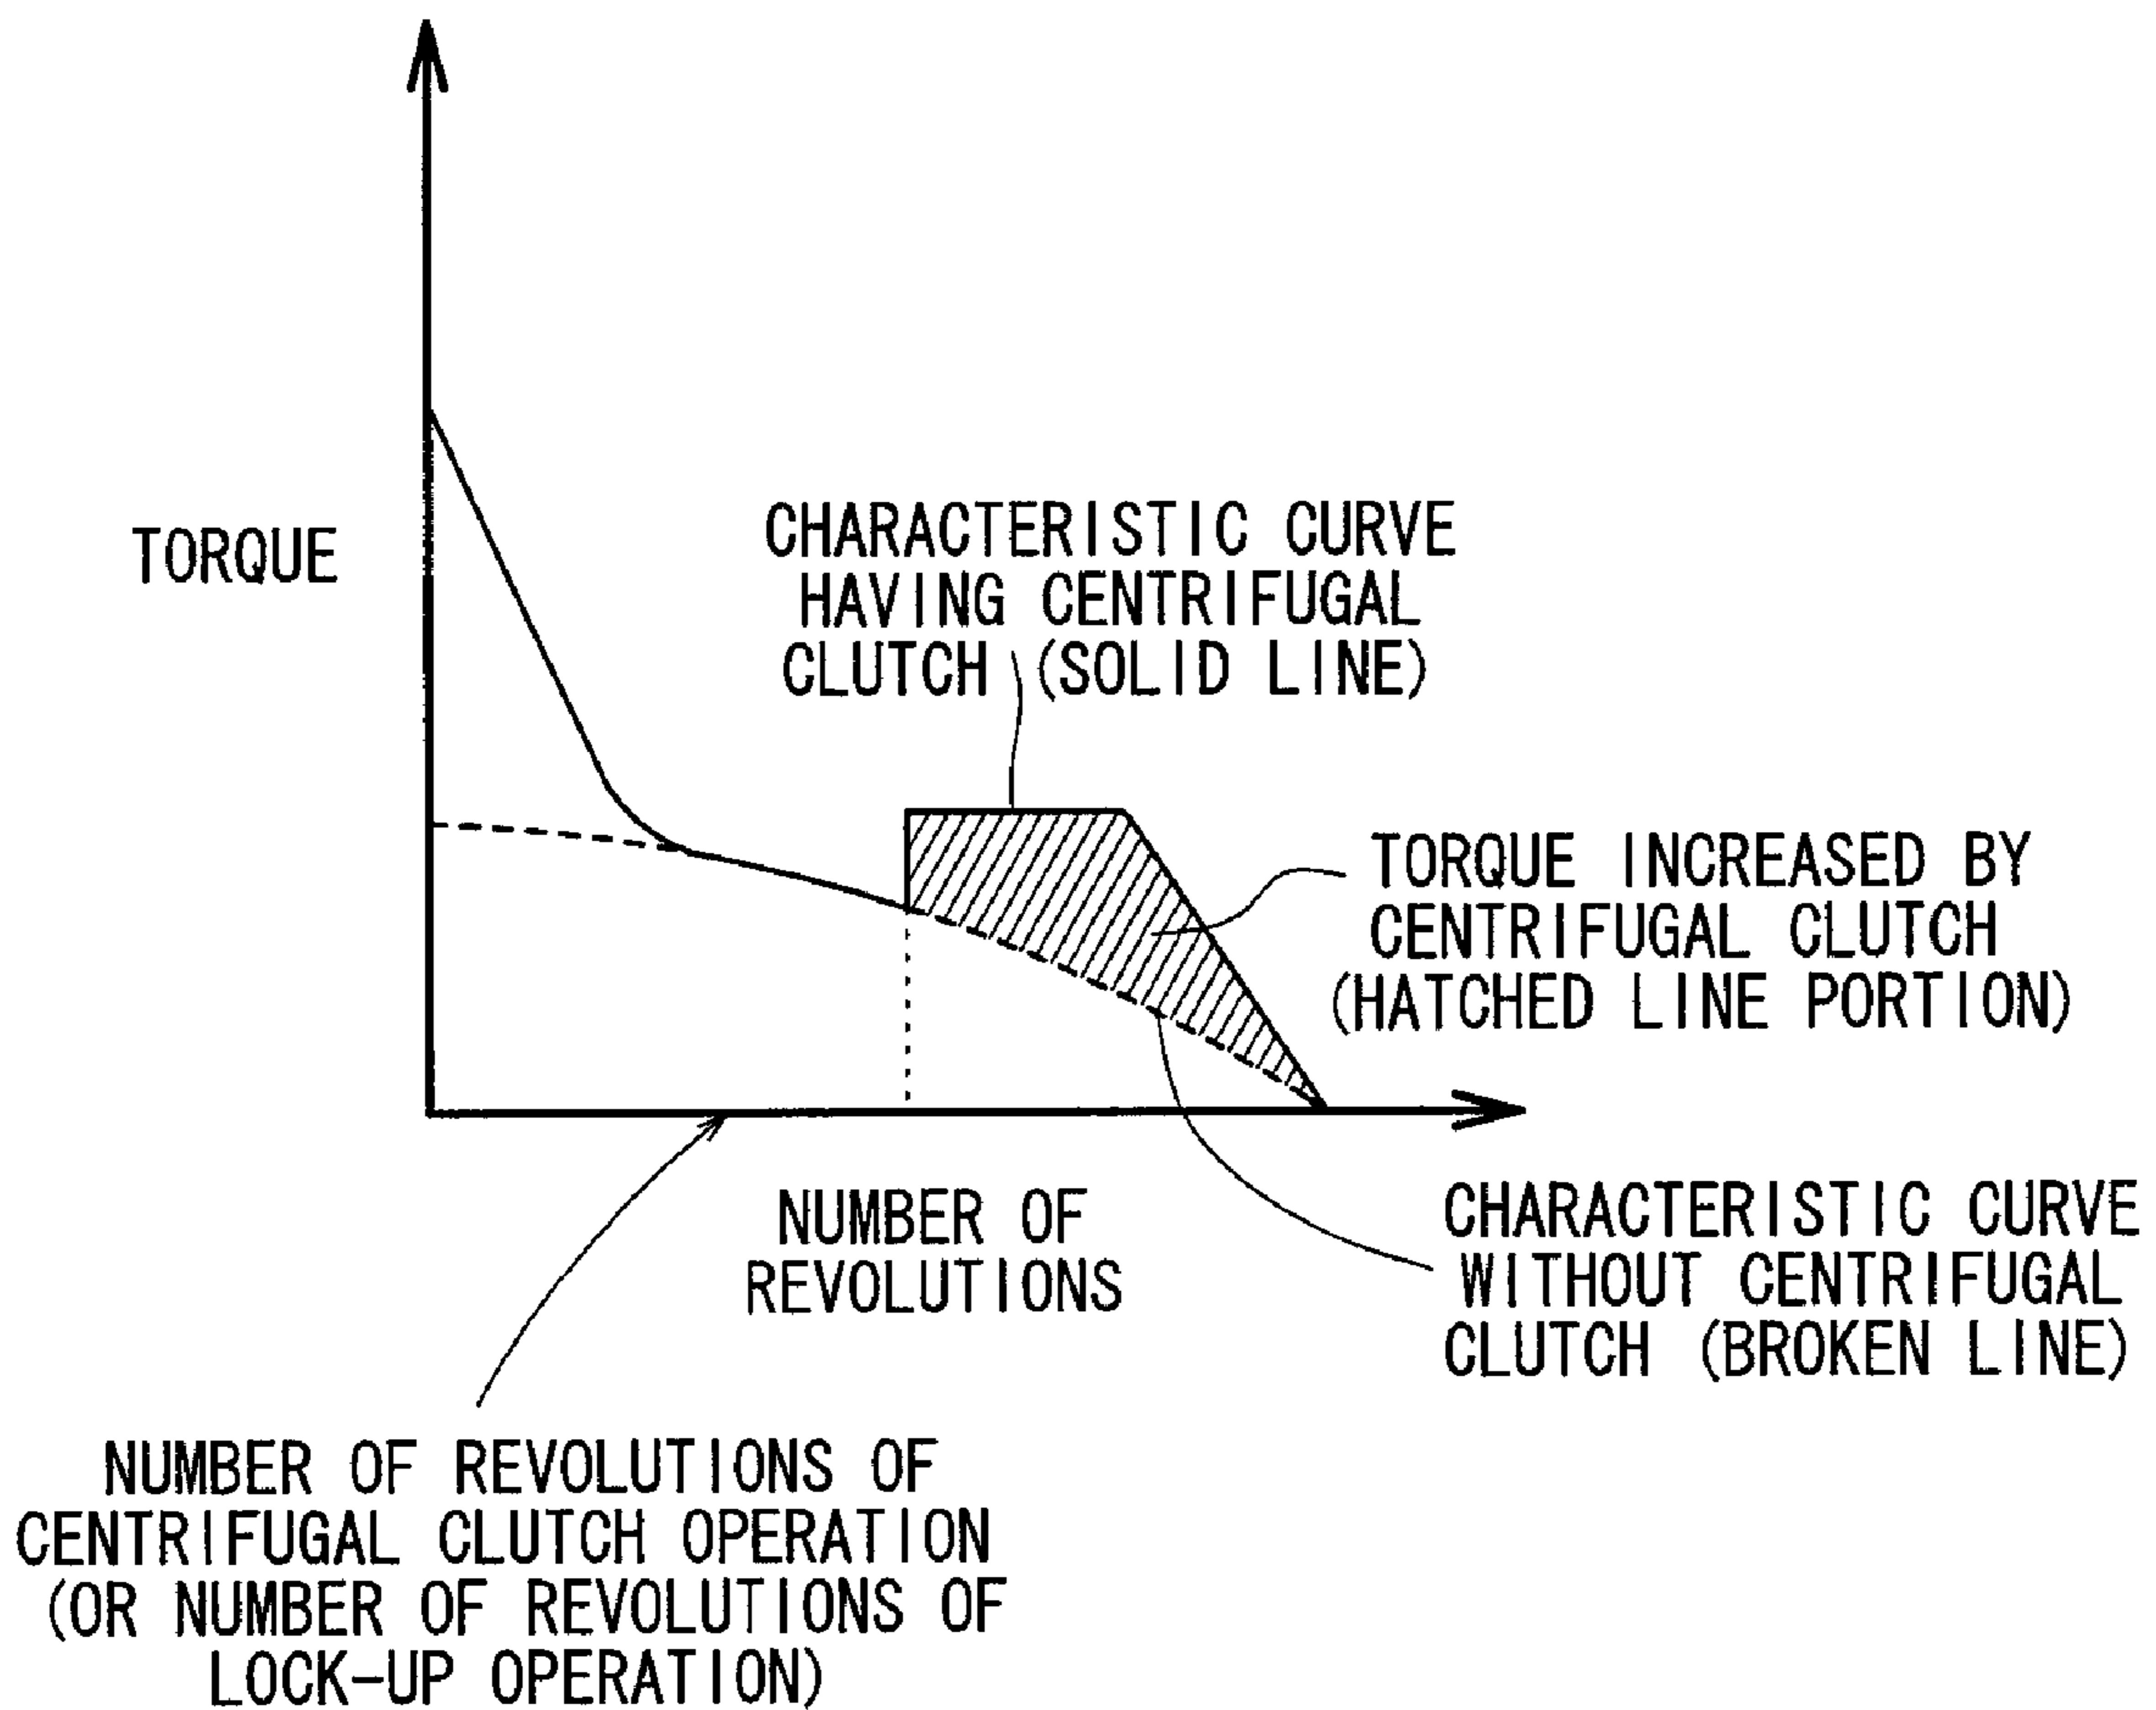 TORQUE
CHARACTERISTIC CURVE
HAVING CENTRIFUGAL
CLUTCH (SOLID LINE)
TORQUE INCREASED BY
CENTRIFUGAL CLUTCH
(HATCHED LINE PORTION)
NUMBER OF
REVOLUTIONS
CHARACTERISTIC CURVE
WITHOUT CENTRIFUGAL
CLUTCH (BROKEN LINE)
NUMBER OF REVOLUTIONS OF
CENTRIFUGAL CLUTCH OPERATION
(OR NUMBER OF REVOLUTIONS OF
LOCK-UP OPERATION)